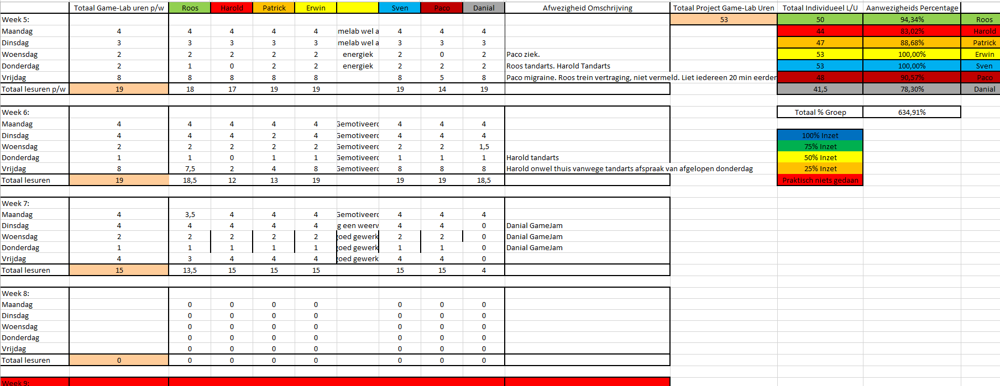 Totaal Game-Lab uren p/w Roos Harold Patrick Erwin Sven Paco Danial Afwezigheid Omschrijving Totaal Project Game-Lab Uren Totaal Individueel L/U Aanwezigheids Percentage
Week 5: 53 50 94,34% Roos
Maandag 4 4 4 4 4 melab wel a 4 4 4 44 83,02% Harold
Dinsdag 3 3 3 3 3 melab wel a 3 3 3 47 88,68% Patrick
Woensdag 2 2 2 2 2 energiek 2 0 2 Paco ziek. 53 100,00% Erwin
Donderdag 2 1 0 2 2 energiek 2 2 2 Roos tandarts. Harold Tandarts 53 100,00% Sven
Vrijdag 8 8 8 8 8 8 5 8 Paco migraine. Roos trein vertraging, niet vermeld. Liet iedereen 20 min eerder 48 90,57% Paco
Totaal lesuren p/w 19 18 17 19 19 19 14 19 41,5 78,30% Danial
Week 6: Totaal % Groep 634,91%
Maandag 4 4 4 4 4 Gemotiveerd 4 4 4
Dinsdag 4 4 4 2 4 Gemotiveerd 4 4 4 100% Inzet
Woensdag 2 2 2 2 2 Gemotiveerd 2 2 1,5 75% Inzet
Donderdag 1 1 0 1 1 Gemotiveerd 1 1 1 Harold tandarts 50% Inzet
Vrijdag 8 7,5 2 4 8 Gemotiveerd 8 8 8 Harold onwel thuis vanwege tandarts afspraak van afgelopen donderdag 25% Inzet
Totaal lesuren 19 18,5 12 13 19 19 19 18,5 Praktisch niets gedaan
Week 7:
Maandag 4 3,5 4 4 4 Gemotiveerd 4 4 4
Dinsdag 4 4 4 4 4 g een weerv 4 4 0 Danial GameJam
Woensdag 2 2 2 2 2 goed gewerk 2 2 0 Danial GameJam
Donderdag 1 1 1 1 1 goed gewerk 1 1 0 Danial GameJam
Vrijdag 4 3 4 4 4 goed gewerk 4 4 0
Totaal lesuren 15 13,5 15 15 15 15 15 4
Week 8:
Maandag 0 0 0 0 0 0 0
Dinsdag 0 0 0 0 0 0 0
Woensdag 0 0 0 0 0 0 0
Donderdag 0 0 0 0 0 0 0
Vrijdag 0 0 0 0 0 0 0
Totaal lesuren 0 0 0 0 0 0 0 0
Week 9: